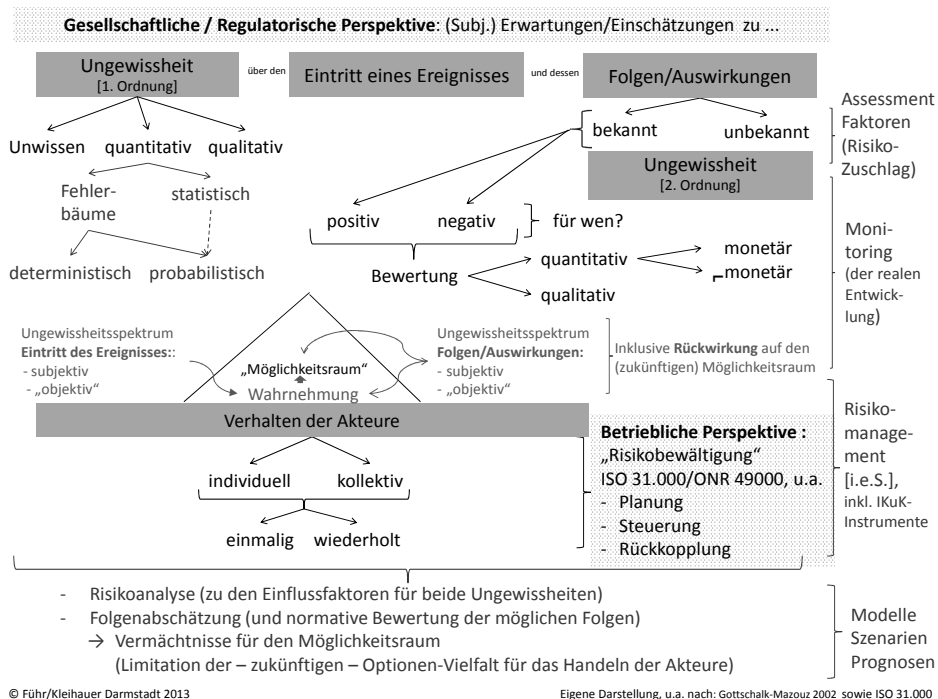 Gesellschaftliche / Regulatorische Perspektive: (Subj.) Erwartungen/Einschätzungen zu ...
Ungewissheit
[1. Ordnung]
über den
Eintritt eines Ereignisses
und dessen
Folgen/Auswirkungen
Assessment
Faktoren
(Risiko-
Zuschlag)
Unwissen quantitativ qualitativ
bekannt unbekannt
Ungewissheit
[2. Ordnung]
Fehler-
bäume
statistisch
positiv negativ für wen?
Moni-
toring
(der realen
Entwick-
lung)
deterministisch probabilistisch
Bewertung
quantitativ
qualitativ
monetär
⌐monetär
Ungewissheitsspektrum
Eintritt des Ereignisses::
- subjektiv
- „objektiv“
„Möglichkeitsraum“
Wahrnehmung
Ungewissheitsspektrum
Folgen/Auswirkungen:
- subjektiv
- „objektiv“
Inklusive Rückwirkung auf den
(zukünftigen) Möglichkeitsraum
Verhalten der Akteure
individuell kollektiv
einmalig wiederholt
Betriebliche Perspektive :
„Risikobewältigung“
ISO 31.000/ONR 49000, u.a.
- Planung
- Steuerung
- Rückkopplung
Risiko-
manage-
ment
[i.e.S.],
inkl. IKuK-
Instrumente
- Risikoanalyse (zu den Einflussfaktoren für beide Ungewissheiten)
- Folgenabschätzung (und normative Bewertung der möglichen Folgen)
→ Vermächtnisse für den Möglichkeitsraum
(Limitation der – zukünftigen – Optionen-Vielfalt für das Handeln der Akteure)
Modelle
Szenarien
Prognosen
© Führ/Kleihauer Darmstadt 2013
Eigene Darstellung, u.a. nach: Gottschalk-Mazouz 2002 sowie ISO 31.000